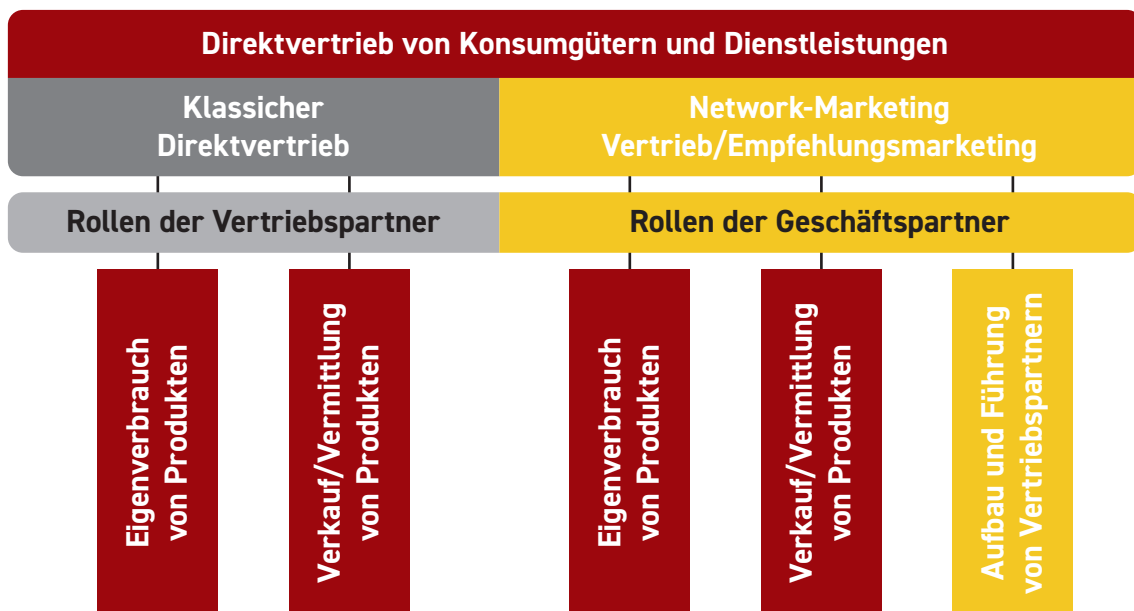 Direktvertrieb von Konsumgütern und Dienstleistungen
Klassicher
Direktvertrieb
Network-Marketing
Vertrieb/Empfehlungsmarketing
Rollen der Vertriebspartner
Rollen der Geschäftspartner
Eigenverbrauch
von Produkten
Verkauf/Vermittlung
von Produkten
Eigenverbrauch
von Produkten
Verkauf/Vermittlung
von Produkten
Aufbau und Führung
von Vertriebspartnern